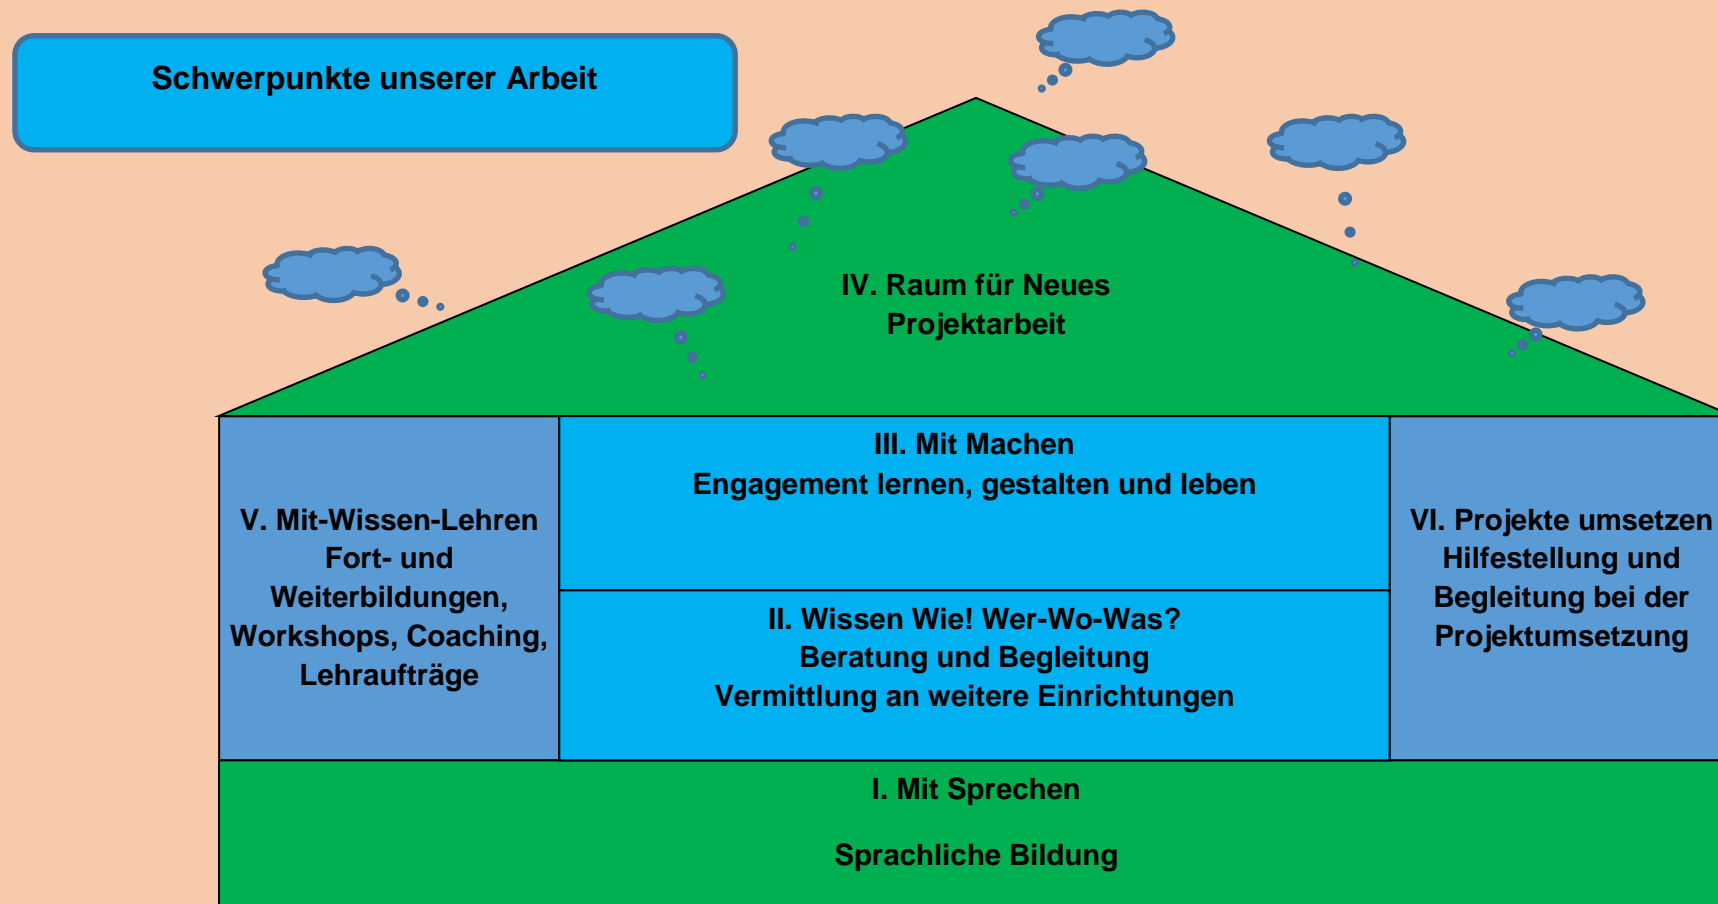 Schwerpunkte unserer Arbeit
IV. Raum für Neues
Projektarbeit
III. Mit Machen
Engagement lernen, gestalten und leben
V. Mit-Wissen-Lehren
Fort- und
Weiterbildungen,
Workshops, Coaching,
Lehraufträge
II. Wissen Wie! Wer-Wo-Was?
Beratung und Begleitung
Vermittlung an weitere Einrichtungen
VI. Projekte umsetzen
Hilfestellung und
Begleitung bei der
Projektumsetzung
I. Mit Sprechen
Sprachliche Bildung